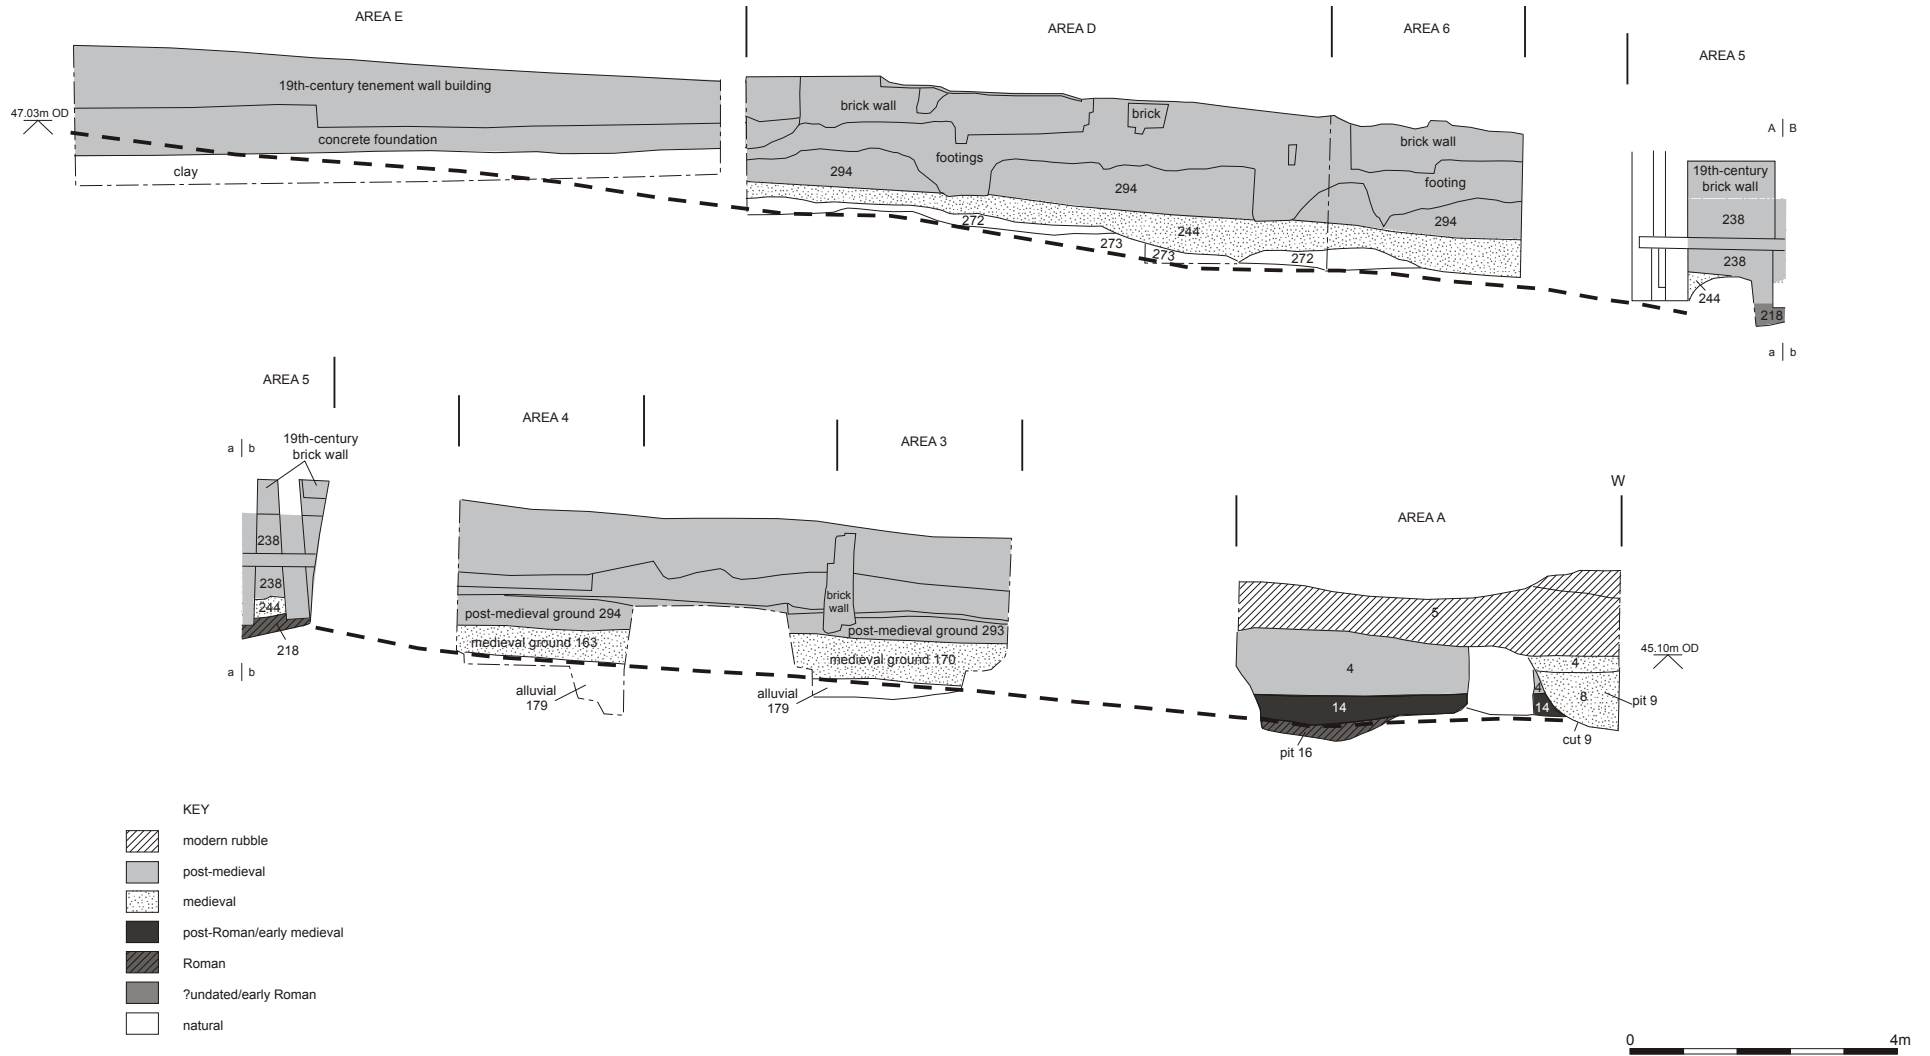 AREA E
AREA D
AREA 6
AREA 5
19th-century tenement wall building
47.03m OD
concrete foundation
clay
brick wall
brick
brick wall
footings
footing
294
294
294
272
244
273
273
272
A | B
19th-century
brick wall
238
238
244
218
a | b
AREA 5
AREA 4
AREA 3
AREA A
W
a | b
19th-century
brick wall
238
238
244
218
a | b
post-medieval ground 294
medieval ground 163
alluvial
179
brick
wall
post-medieval ground 293
medieval ground 170
alluvial
179
5
45.10m OD
4
4
4
8
14
14
pit 9
cut 9
pit 16
KEY
modern rubble
post-medieval
medieval
post-Roman/early medieval
Roman
?undated/early Roman
natural
0 4m